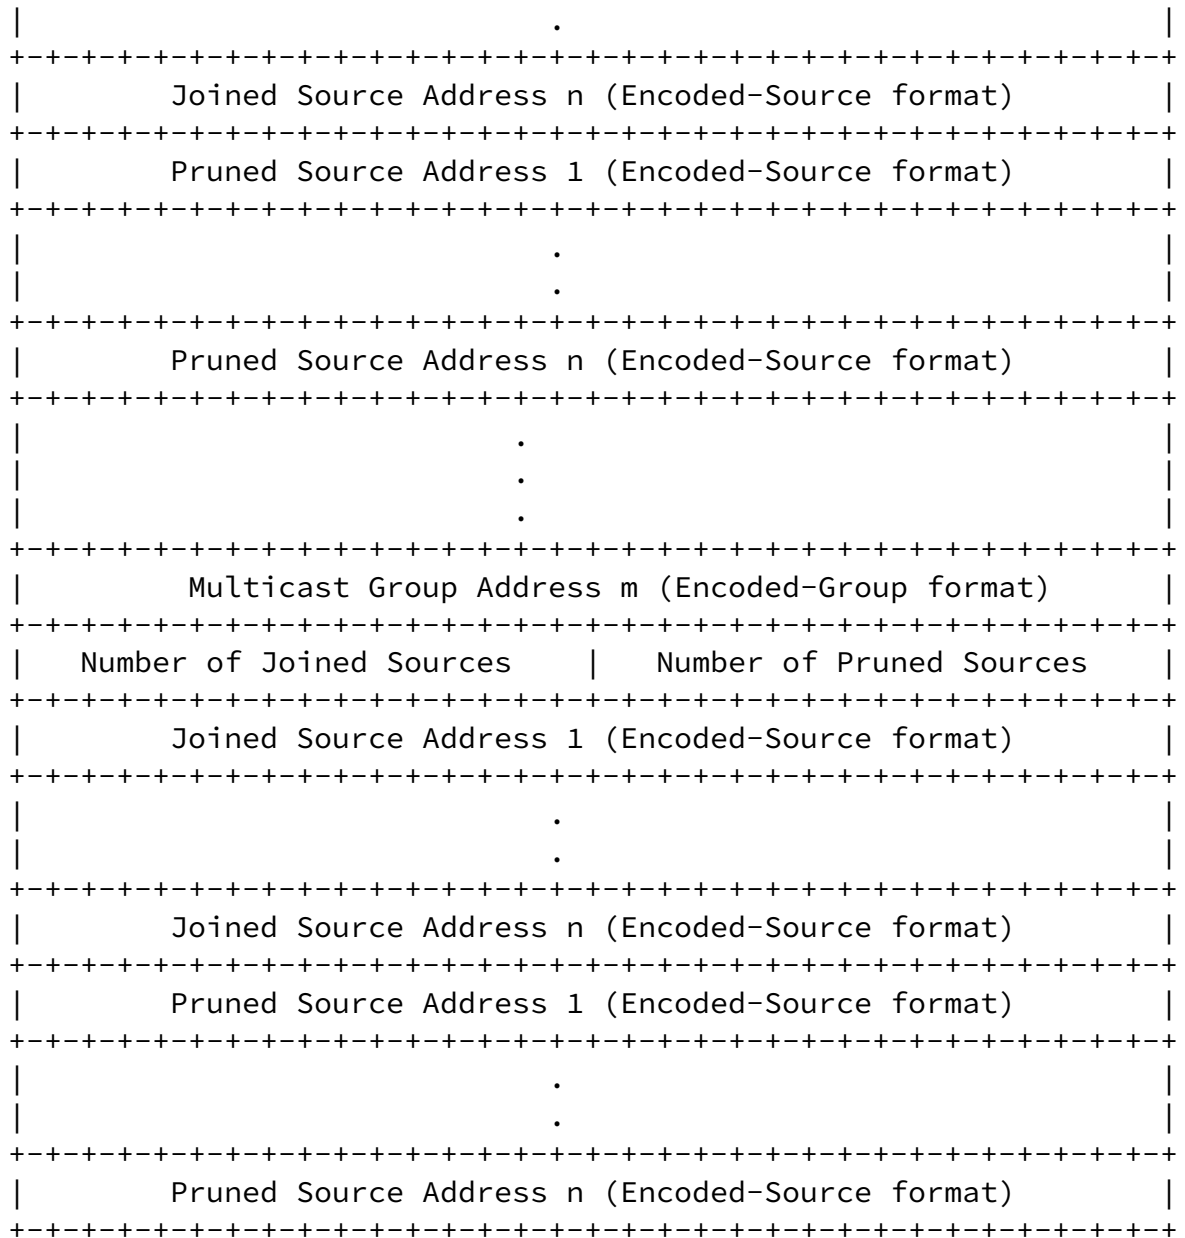 |                              .                                |
+-+-+-+-+-+-+-+-+-+-+-+-+-+-+-+-+-+-+-+-+-+-+-+-+-+-+-+-+-+-+-+-+
|        Joined Source Address n (Encoded-Source format)        |
+-+-+-+-+-+-+-+-+-+-+-+-+-+-+-+-+-+-+-+-+-+-+-+-+-+-+-+-+-+-+-+-+
|        Pruned Source Address 1 (Encoded-Source format)        |
+-+-+-+-+-+-+-+-+-+-+-+-+-+-+-+-+-+-+-+-+-+-+-+-+-+-+-+-+-+-+-+-+
|                              .                                |
|                              .                                |
+-+-+-+-+-+-+-+-+-+-+-+-+-+-+-+-+-+-+-+-+-+-+-+-+-+-+-+-+-+-+-+-+
|        Pruned Source Address n (Encoded-Source format)        |
+-+-+-+-+-+-+-+-+-+-+-+-+-+-+-+-+-+-+-+-+-+-+-+-+-+-+-+-+-+-+-+-+
|                            .                                  |
|                            .                                  |
|                            .                                  |
+-+-+-+-+-+-+-+-+-+-+-+-+-+-+-+-+-+-+-+-+-+-+-+-+-+-+-+-+-+-+-+-+
|         Multicast Group Address m (Encoded-Group format)      |
+-+-+-+-+-+-+-+-+-+-+-+-+-+-+-+-+-+-+-+-+-+-+-+-+-+-+-+-+-+-+-+-+
|   Number of Joined Sources    |   Number of Pruned Sources    |
+-+-+-+-+-+-+-+-+-+-+-+-+-+-+-+-+-+-+-+-+-+-+-+-+-+-+-+-+-+-+-+-+
|        Joined Source Address 1 (Encoded-Source format)        |
+-+-+-+-+-+-+-+-+-+-+-+-+-+-+-+-+-+-+-+-+-+-+-+-+-+-+-+-+-+-+-+-+
|                              .                                |
|                              .                                |
+-+-+-+-+-+-+-+-+-+-+-+-+-+-+-+-+-+-+-+-+-+-+-+-+-+-+-+-+-+-+-+-+
|        Joined Source Address n (Encoded-Source format)        |
+-+-+-+-+-+-+-+-+-+-+-+-+-+-+-+-+-+-+-+-+-+-+-+-+-+-+-+-+-+-+-+-+
|        Pruned Source Address 1 (Encoded-Source format)        |
+-+-+-+-+-+-+-+-+-+-+-+-+-+-+-+-+-+-+-+-+-+-+-+-+-+-+-+-+-+-+-+-+
|                              .                                |
|                              .                                |
+-+-+-+-+-+-+-+-+-+-+-+-+-+-+-+-+-+-+-+-+-+-+-+-+-+-+-+-+-+-+-+-+
|        Pruned Source Address n (Encoded-Source format)        |
+-+-+-+-+-+-+-+-+-+-+-+-+-+-+-+-+-+-+-+-+-+-+-+-+-+-+-+-+-+-+-+-+